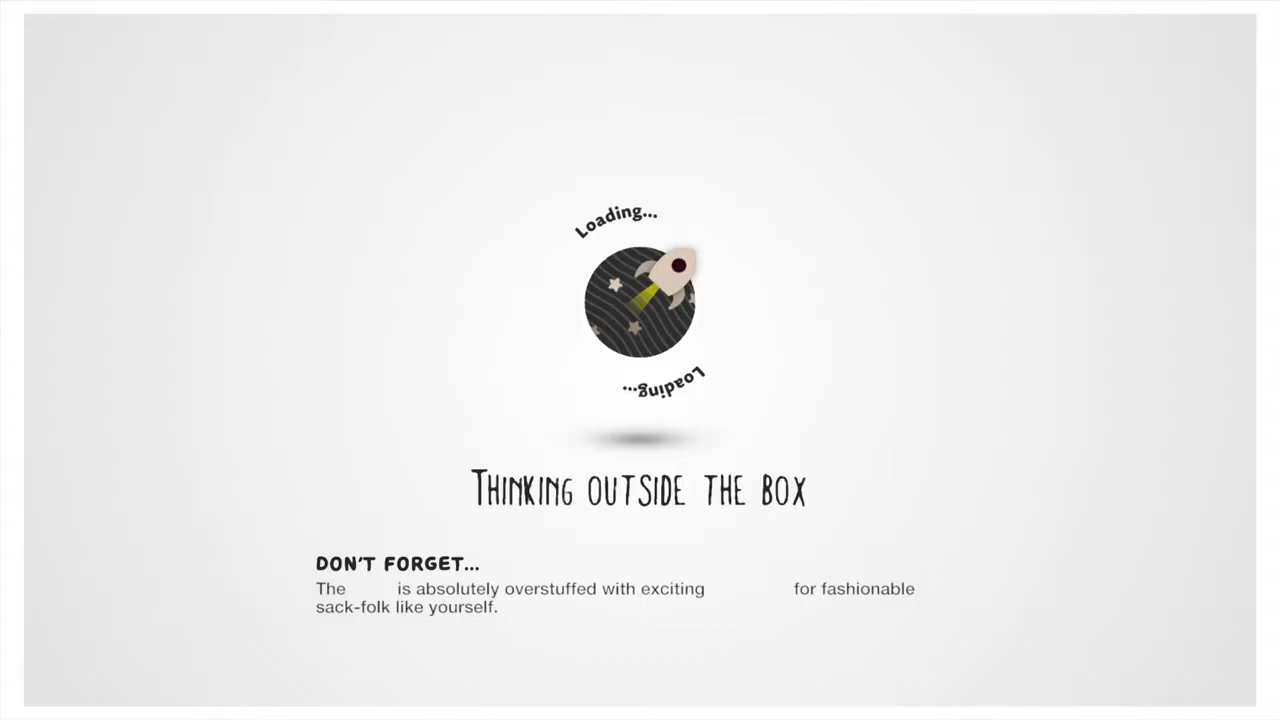 Loading...
Loading...
Thinking outside the box
DON'T FORGET...
The is absolutely overstuffed with exciting for fashionable
sack-folk like yourself.